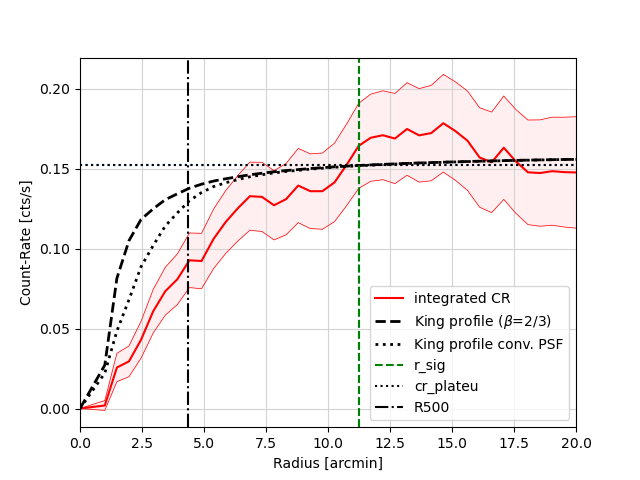 0.20
0.15
0.10
0.05
0.00
Count-Rate [cts/s]
integrated CR
King profile (β=2/3)
King profile conv. PSF
r_sig
cr_plateu
R500
0.0 2.5 5.0 7.5 10.0 12.5 15.0 17.5 20.0
Radius [arcmin]